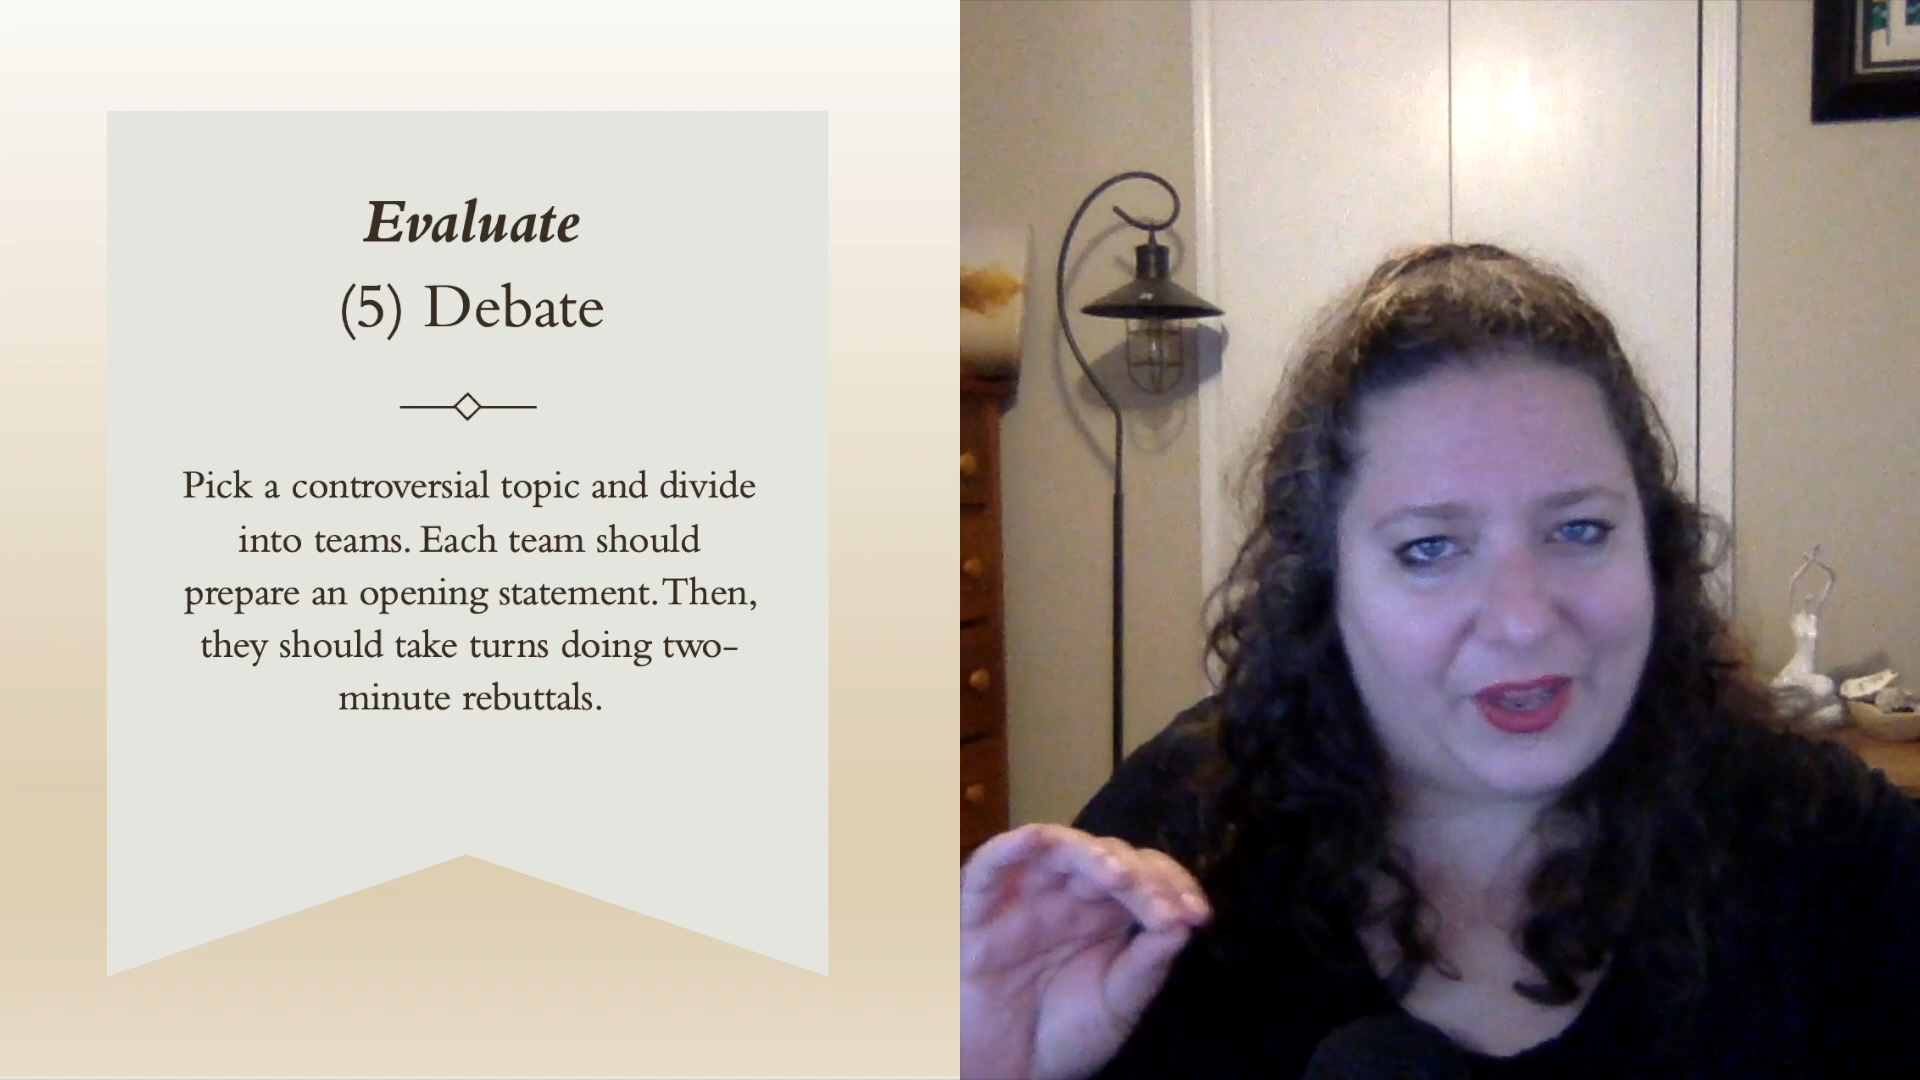 Evaluate
(5) Debate
Pick a controversial topic and divide
into teams. Each team should
prepare an opening statement. Then,
they should take turns doing two-
minute rebuttals.